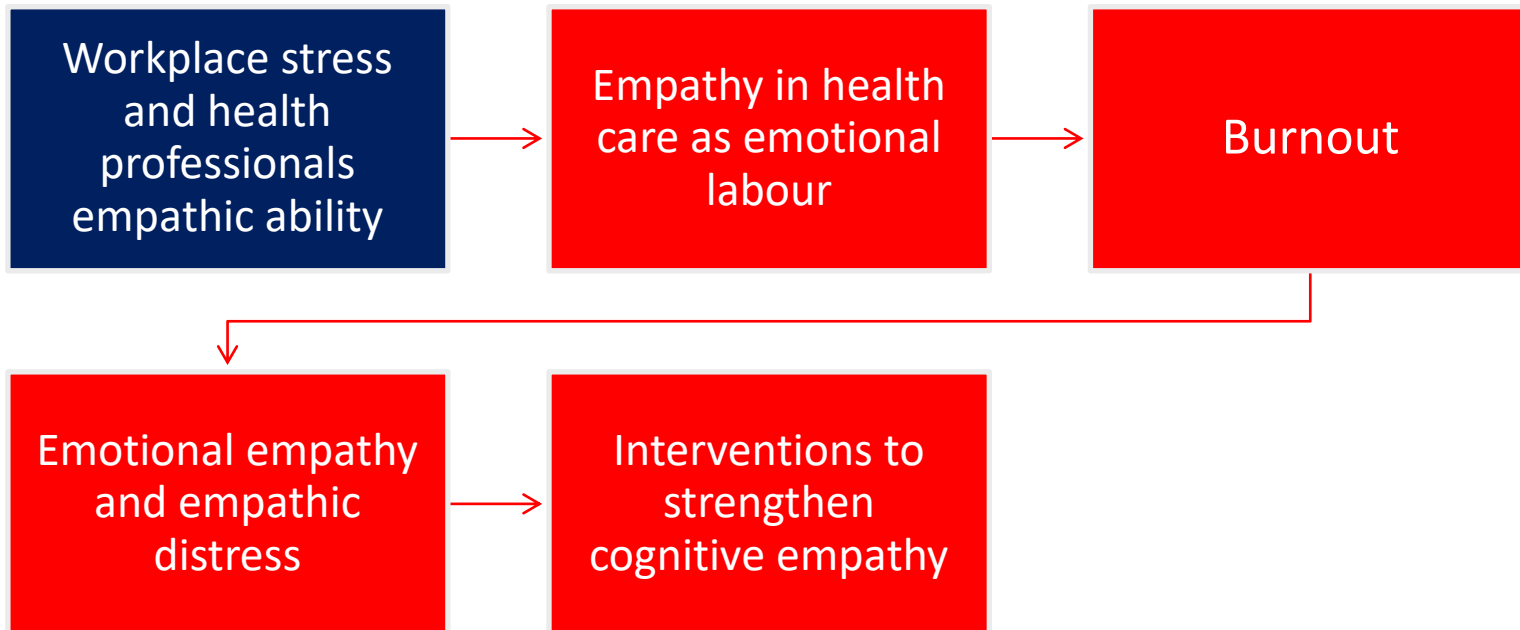 Workplace stress
and health
professionals
empathic ability
Empathy in health
care as emotional
labour
Burnout
Emotional empathy
and empathic
distress
Interventions to
strengthen
cognitive empathy